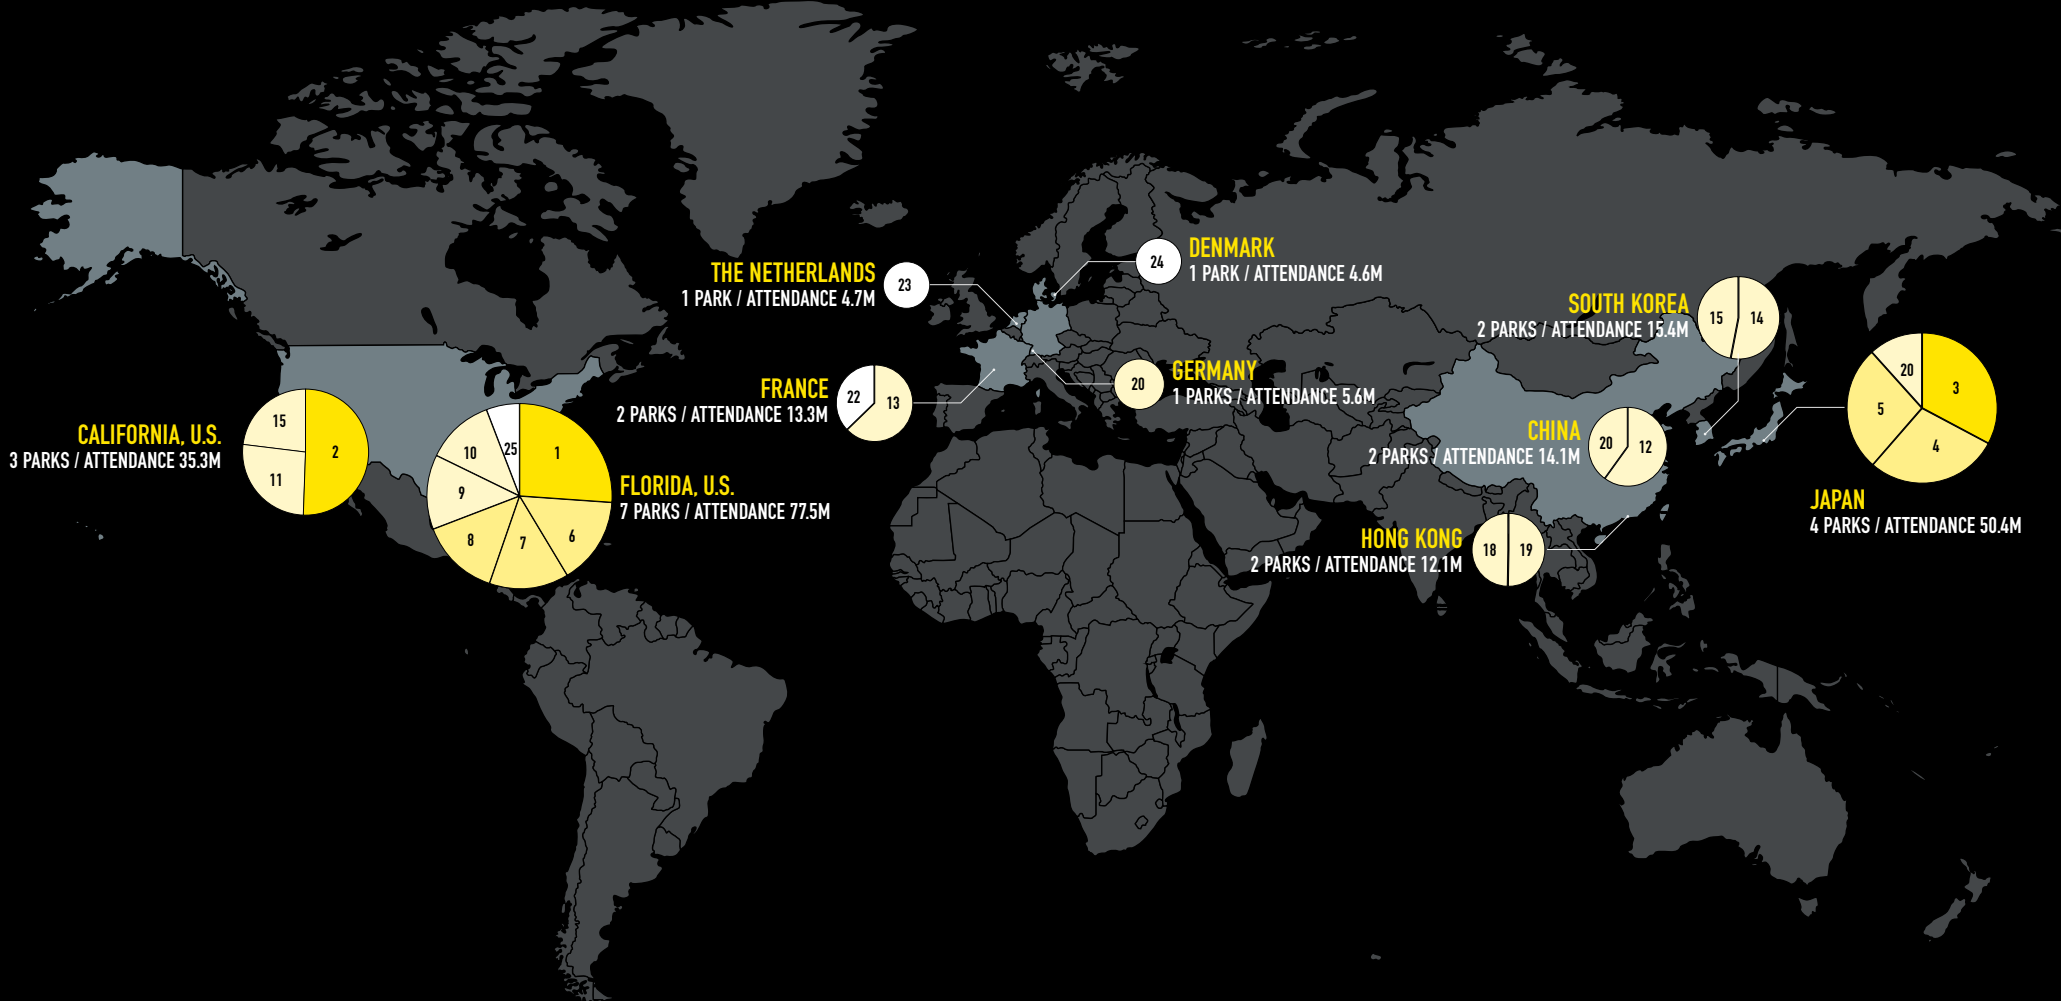 DENMARK
1 PARK / ATTENDANCE 4.6M
24
THE NETHERLANDS
1 PARK / ATTENDANCE 4.7M
23
SOUTH KOREA
2 PARKS / ATTENDANCE 15.4M
15
14
FRANCE
2 PARKS / ATTENDANCE 13.3M
22
13
GERMANY
1 PARKS / ATTENDANCE 5.6M
20
JAPAN
4 PARKS / ATTENDANCE 50.4M
20
3
5
4
CALIFORNIA, U.S.
3 PARKS / ATTENDANCE 35.3M
15
2
11
FLORIDA, U.S.
7 PARKS / ATTENDANCE 77.5M
10
25
1
9
8
7
6
CHINA
2 PARKS / ATTENDANCE 14.1M
20
12
HONG KONG
2 PARKS / ATTENDANCE 12.1M
18
19